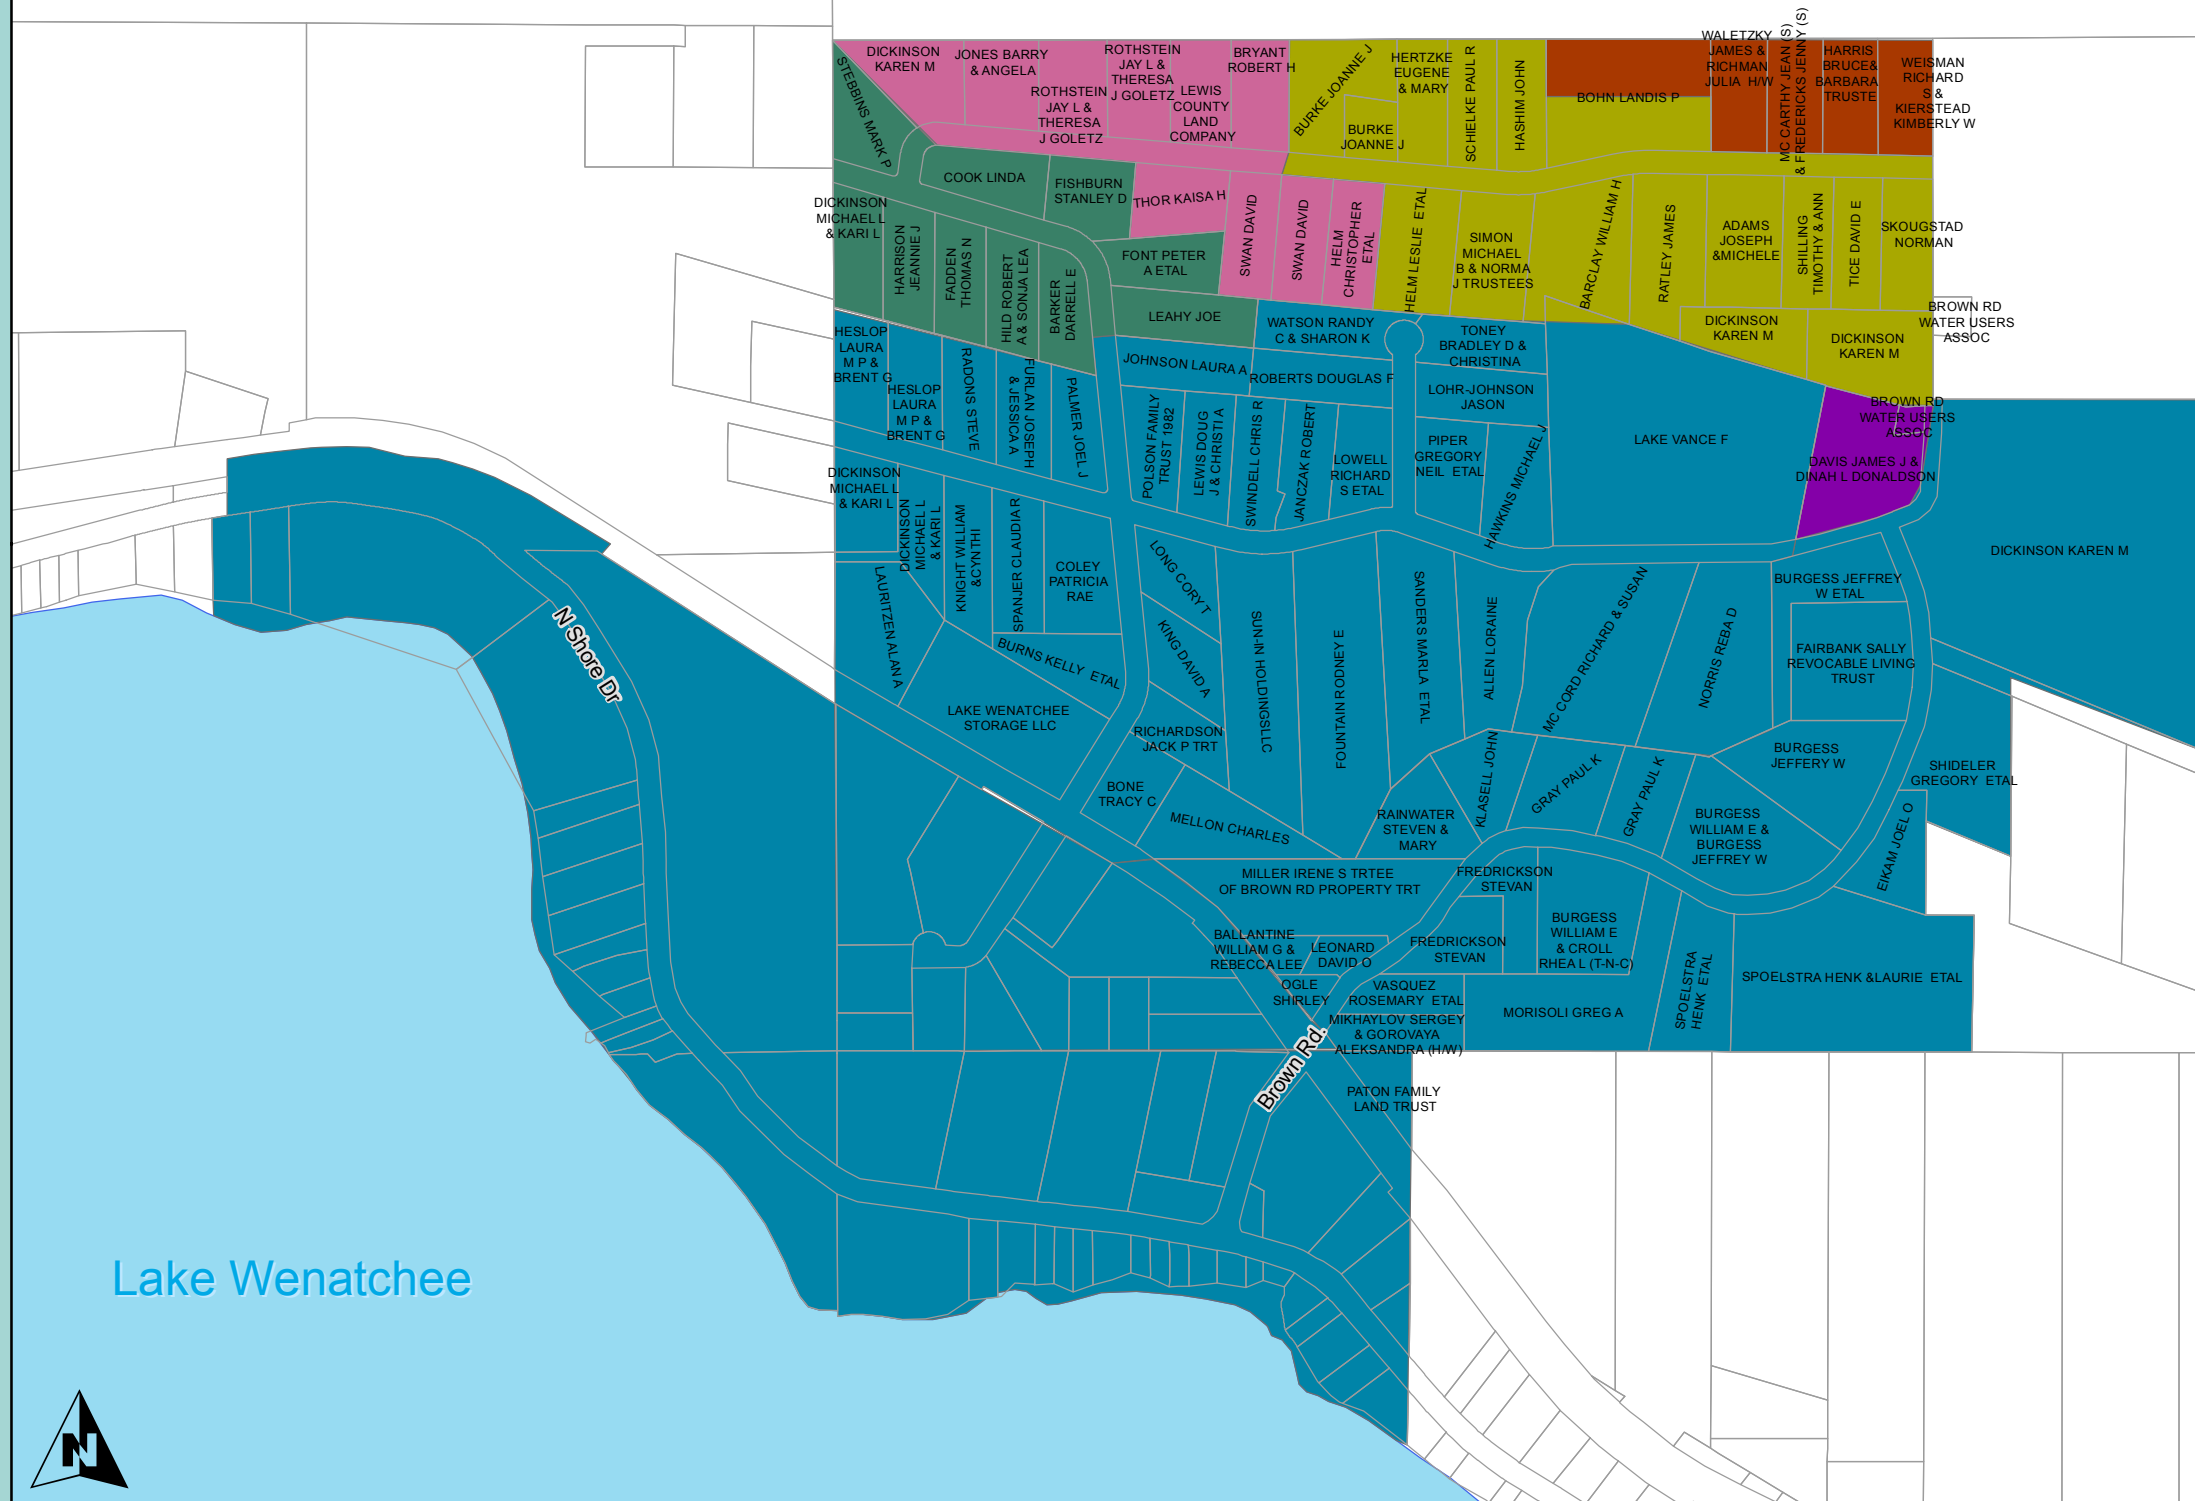 DICKINSON
KAREN M
JONES BARRY
& ANGELA
ROTHSTEIN
JAY L &
THERESA
J GOLETZ
ROTHSTEIN
JAY L &
THERESA
J GOLETZ
LEWIS
COUNTY
LAND
COMPANY
BRYANT
ROBERT H
BURKE JOANNE J
BURKE
JOANNE J
HERTZKE
EUGENE
& MARY
SCHIELKE PAUL R
HASHIM JOHN
BOHN LANDIS P
WALETZKY
JAMES &
RICHMAN
JULIA H/W
MC CARTHY JEAN (S)
& FREDERICKS JENNY (S)
HARRIS
BRUCE&
BARBARA
TRUSTE
WEISMAN
RICHARD
S &
KIERSTEAD
KIMBERLY W
STEBBINS MARK P
COOK LINDA
FISHBURN
STANLEY D
THOR KAISA H
SWAN DAVID
SWAN DAVID
HELM
CHRISTOPHER
ETAL
HELM LESLIE ETAL
SIMON
MICHAEL
B & NORMA
J TRUSTEES
BARCLAY WILLIAM H
RATLEY JAMES
ADAMS
JOSEPH
&MICHELE
SHILLING
TIMOTHY & ANN
TICE DAVID E
SKOUGSTAD
NORMAN
DICKINSON
MICHAEL L
& KARI L
HARRISON
JEANNIE J
FADDEN
THOMAS N
HILD ROBERT
A & SONJA LEA
BARKER
DARRELL E
FONT PETER
A ETAL
LEAHY JOE
WATSON RANDY
C & SHARON K
TONEY
BRADLEY D &
CHRISTINA
DICKINSON
KAREN M
DICKINSON
KAREN M
BROWN RD
WATER USERS
ASSOC
HESLOP
LAURA
M P &
BRENT G
HESLOP
LAURA
M P &
BRENT G
RADONS STEVE
FURLAN JOSEPH
& JESSICA A
PALMER JOEL J
JOHNSON LAURA A
ROBERTS DOUGLAS F
LOHR-JOHNSON
JASON
POLSON FAMILY
TRUST 1982
LEWIS DOUG
J & CHRISTI A
SWINDELL CHRIS R
JANCZAK ROBERT
LOWELL
RICHARD
S ETAL
PIPER
GREGORY
NEIL ETAL
HAWKINS MICHAEL J
LAKE VANCE F
BROWN RD
WATER USERS
ASSOC
DAVIS JAMES J &
DINAH L DONALDSON
DICKINSON
MICHAEL L
& KARI L
DICKINSON
MICHAEL L
& KARI L
KNIGHT WILLIAM
&CYNTHI
SPANJER CLAUDIA R
COLEY
PATRICIA
RAE
LAURITZEN ALAN A
BURNS KELLY ETAL
LAKE WENATCHEE
STORAGE LLC
LONG CORY T
KING DAVID A
RICHARDSON
JACK P TRT
BONE
TRACY C
MELLON CHARLES
SUN-IN HOLDINGSLLC
FOUNTAIN RODNEY E
SANDERS MARLA ETAL
ALLEN LORAINE
MC CORD RICHARD & SUSAN
NORRIS REBA D
BURGESS JEFFREY
W ETAL
FAIRBANK SALLY
REVOCABLE LIVING
TRUST
DICKINSON KAREN M
BURGESS
JEFFERY W
SHIDELER
GREGORY ETAL
RAINWATER
STEVEN &
MARY
KLASELL JOHN
GRAY PAUL K
GRAY PAUL K
BURGESS
WILLIAM E &
BURGESS
JEFFREY W
EIKAM JOEL O
MILLER IRENE S TRTEE
OF BROWN RD PROPERTY TRT
FREDRICKSON
STEVAN
BALLANTINE
WILLIAM G &
REBECCA LEE
LEONARD
DAVID O
FREDRICKSON
STEVAN
BURGESS
WILLIAM E
& CROLL
RHEA L (T-N-C)
OGLE
SHIRLEY
VASQUEZ
ROSEMARY ETAL
MORISOLI GREG A
SPOELSTRA
HENK ETAL
SPOELSTRA HENK &LAURIE ETAL
MIKHAYLOV SERGEY
& GOROVAYA
ALEKSANDRA (H/W)
PATON FAMILY
LAND TRUST
N Shore Dr
Brown Rd.
Lake Wenatchee
N